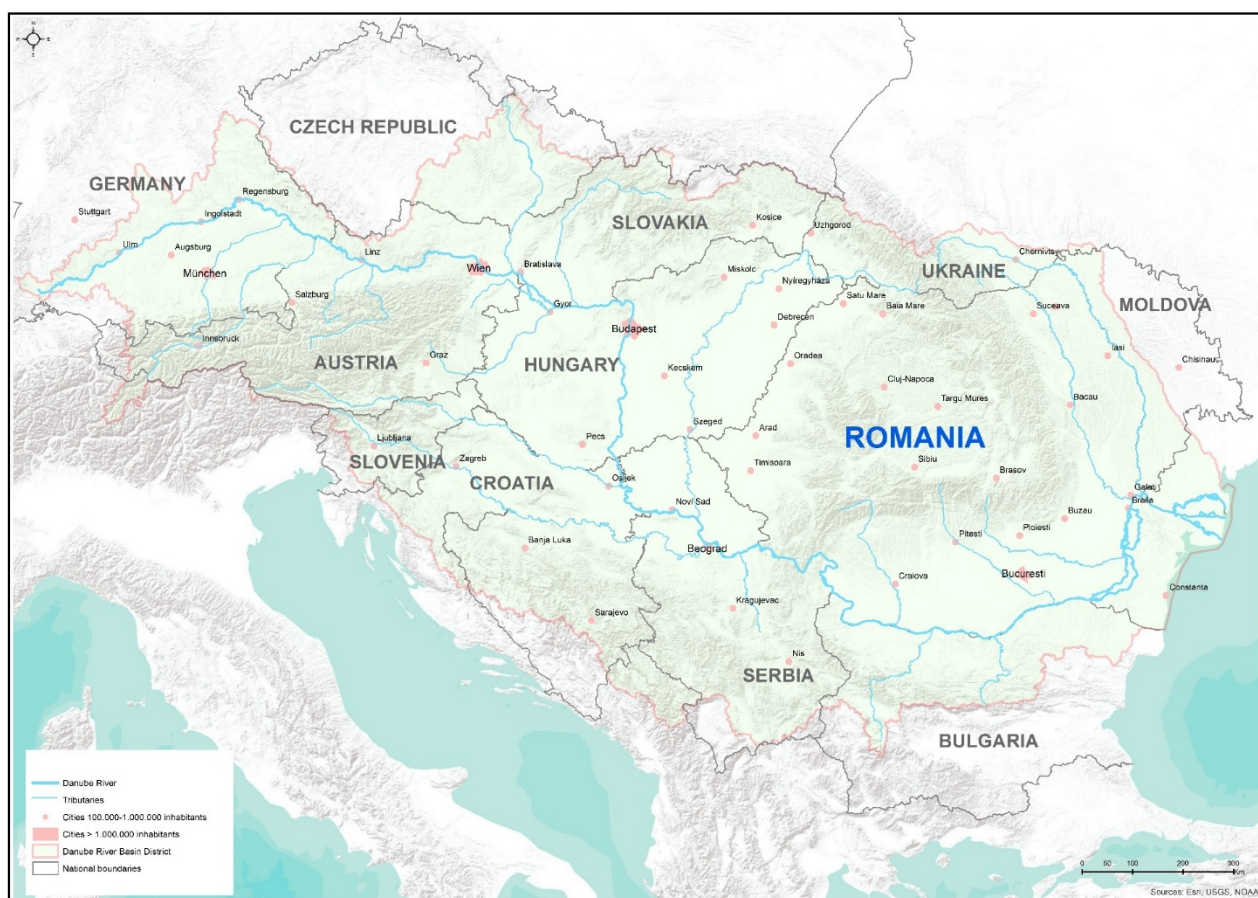 N
CZECH REPUBLIC
GERMANY
Regensburg
Stuttgart
Ingolstadt
SLOVAKIA
Kosice
Uzhgorod
Ulm
Augsburg
Linz
Chernivtsy
München
Wien
Bratislava
Miskolc
UKRAINE
Nyiregyhaza
Salzburg
Gyor
Satu Mare
Baia Mare
Suceava
MOLDOVA
Budapest
Debrecen
Innsbruck
AUSTRIA
Graz
HUNGARY
Oradea
Iasi
Chisinau
Kecskem
Cluj-Napoca
Targu Mures
Bacau
Szeged
Arad
ROMANIA
Ljubljana
Pecs
SLOVENIA
Zagreb
Timisoara
Sibiu
Brasov
CROATIA
Osijek
Galati
Braila
Novi Sad
Buzau
Banja Luka
Beograd
Pitesti
Ploiesti
Bucuresti
Craiova
Constanta
Kragujevac
Sarajevo
Nis
SERBIA
BULGARIA
Danube River
Tributaries
Cities 100.000-1.000.000 inhabitants
Cities > 1.000.000 inhabitants
Danube River Basin District
National boundaries
0 50 100 200 300
Km
Sources: Esri, USGS, NOAA